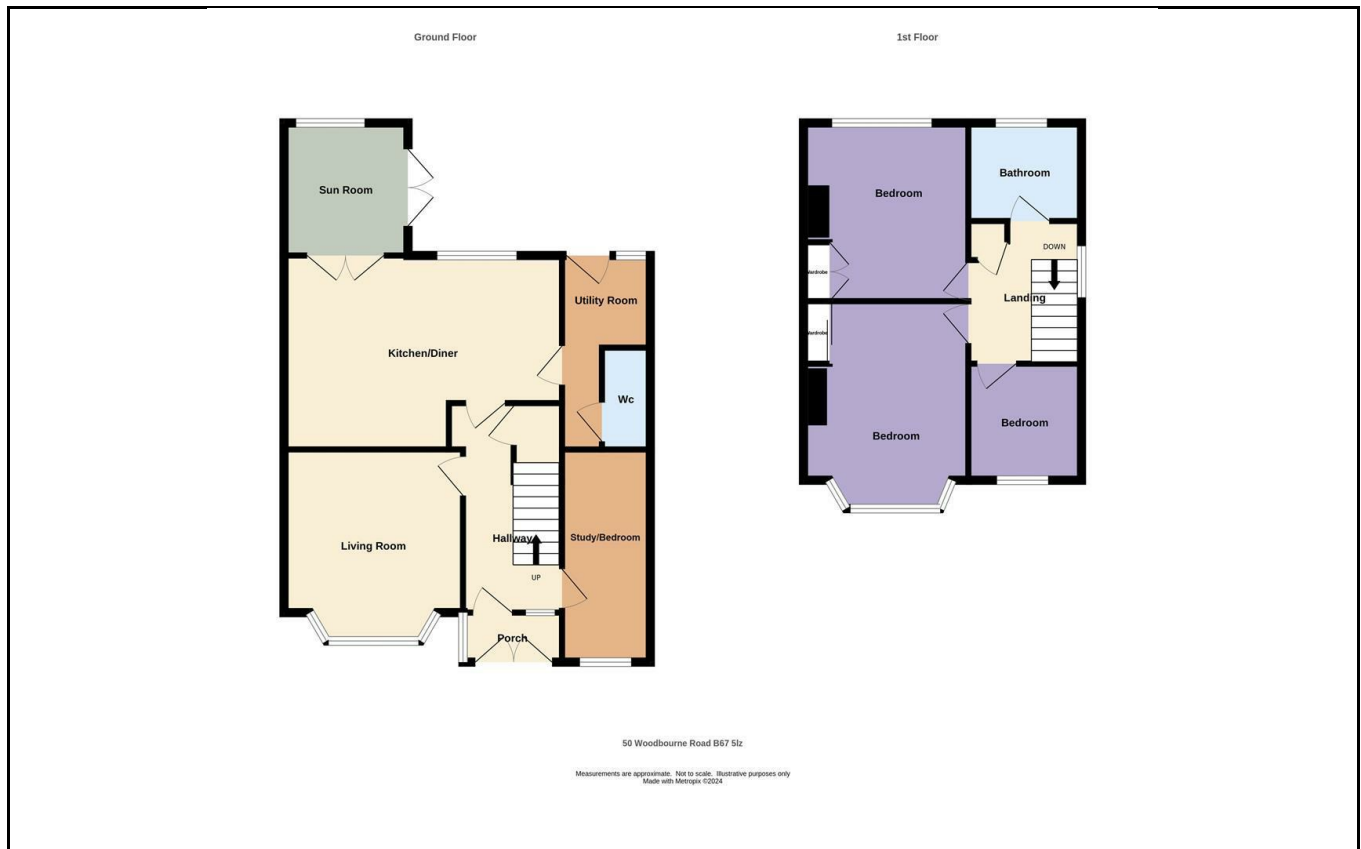 Ground Floor
1st Floor
Sun Room
Kitchen/Diner
Utility Room
Wc
Living Room
Hallway
UP
Study/Bedroom
Porch
Bedroom
Bathroom
Wardrobe
DOWN
Landing
Wardrobe
Bedroom
Bedroom
50 Woodbourne Road B67 5lz
Measurements are approximate. Not to scale. Illustrative purposes only
Made with Metropix ©2024